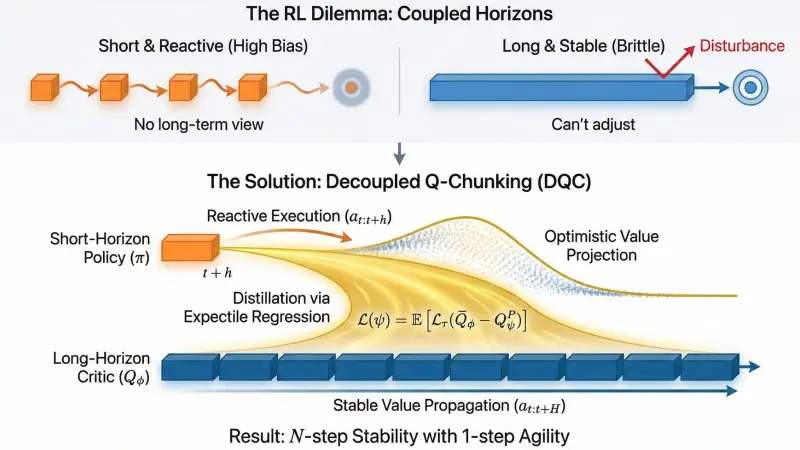 The RL Dilemma: Coupled Horizons
Short & Reactive (High Bias)
No long-term view
Long & Stable (Brittle)
Disturbance
Can't adjust
The Solution: Decoupled Q-Chunking (DQC)
Reactive Execution (a_{t:t+h})
Short-Horizon
Policy (π)
t + h
Optimistic Value
Projection
Distillation via
Expectile Regression
ℒ(ψ) = 𝔼 [ℒ_τ(Q̄_ϕ − Q_ψ^P)]
Long-Horizon
Critic (Q_ϕ)
Stable Value Propagation (a_{t:t+H})
Result: N-step Stability with 1-step Agility